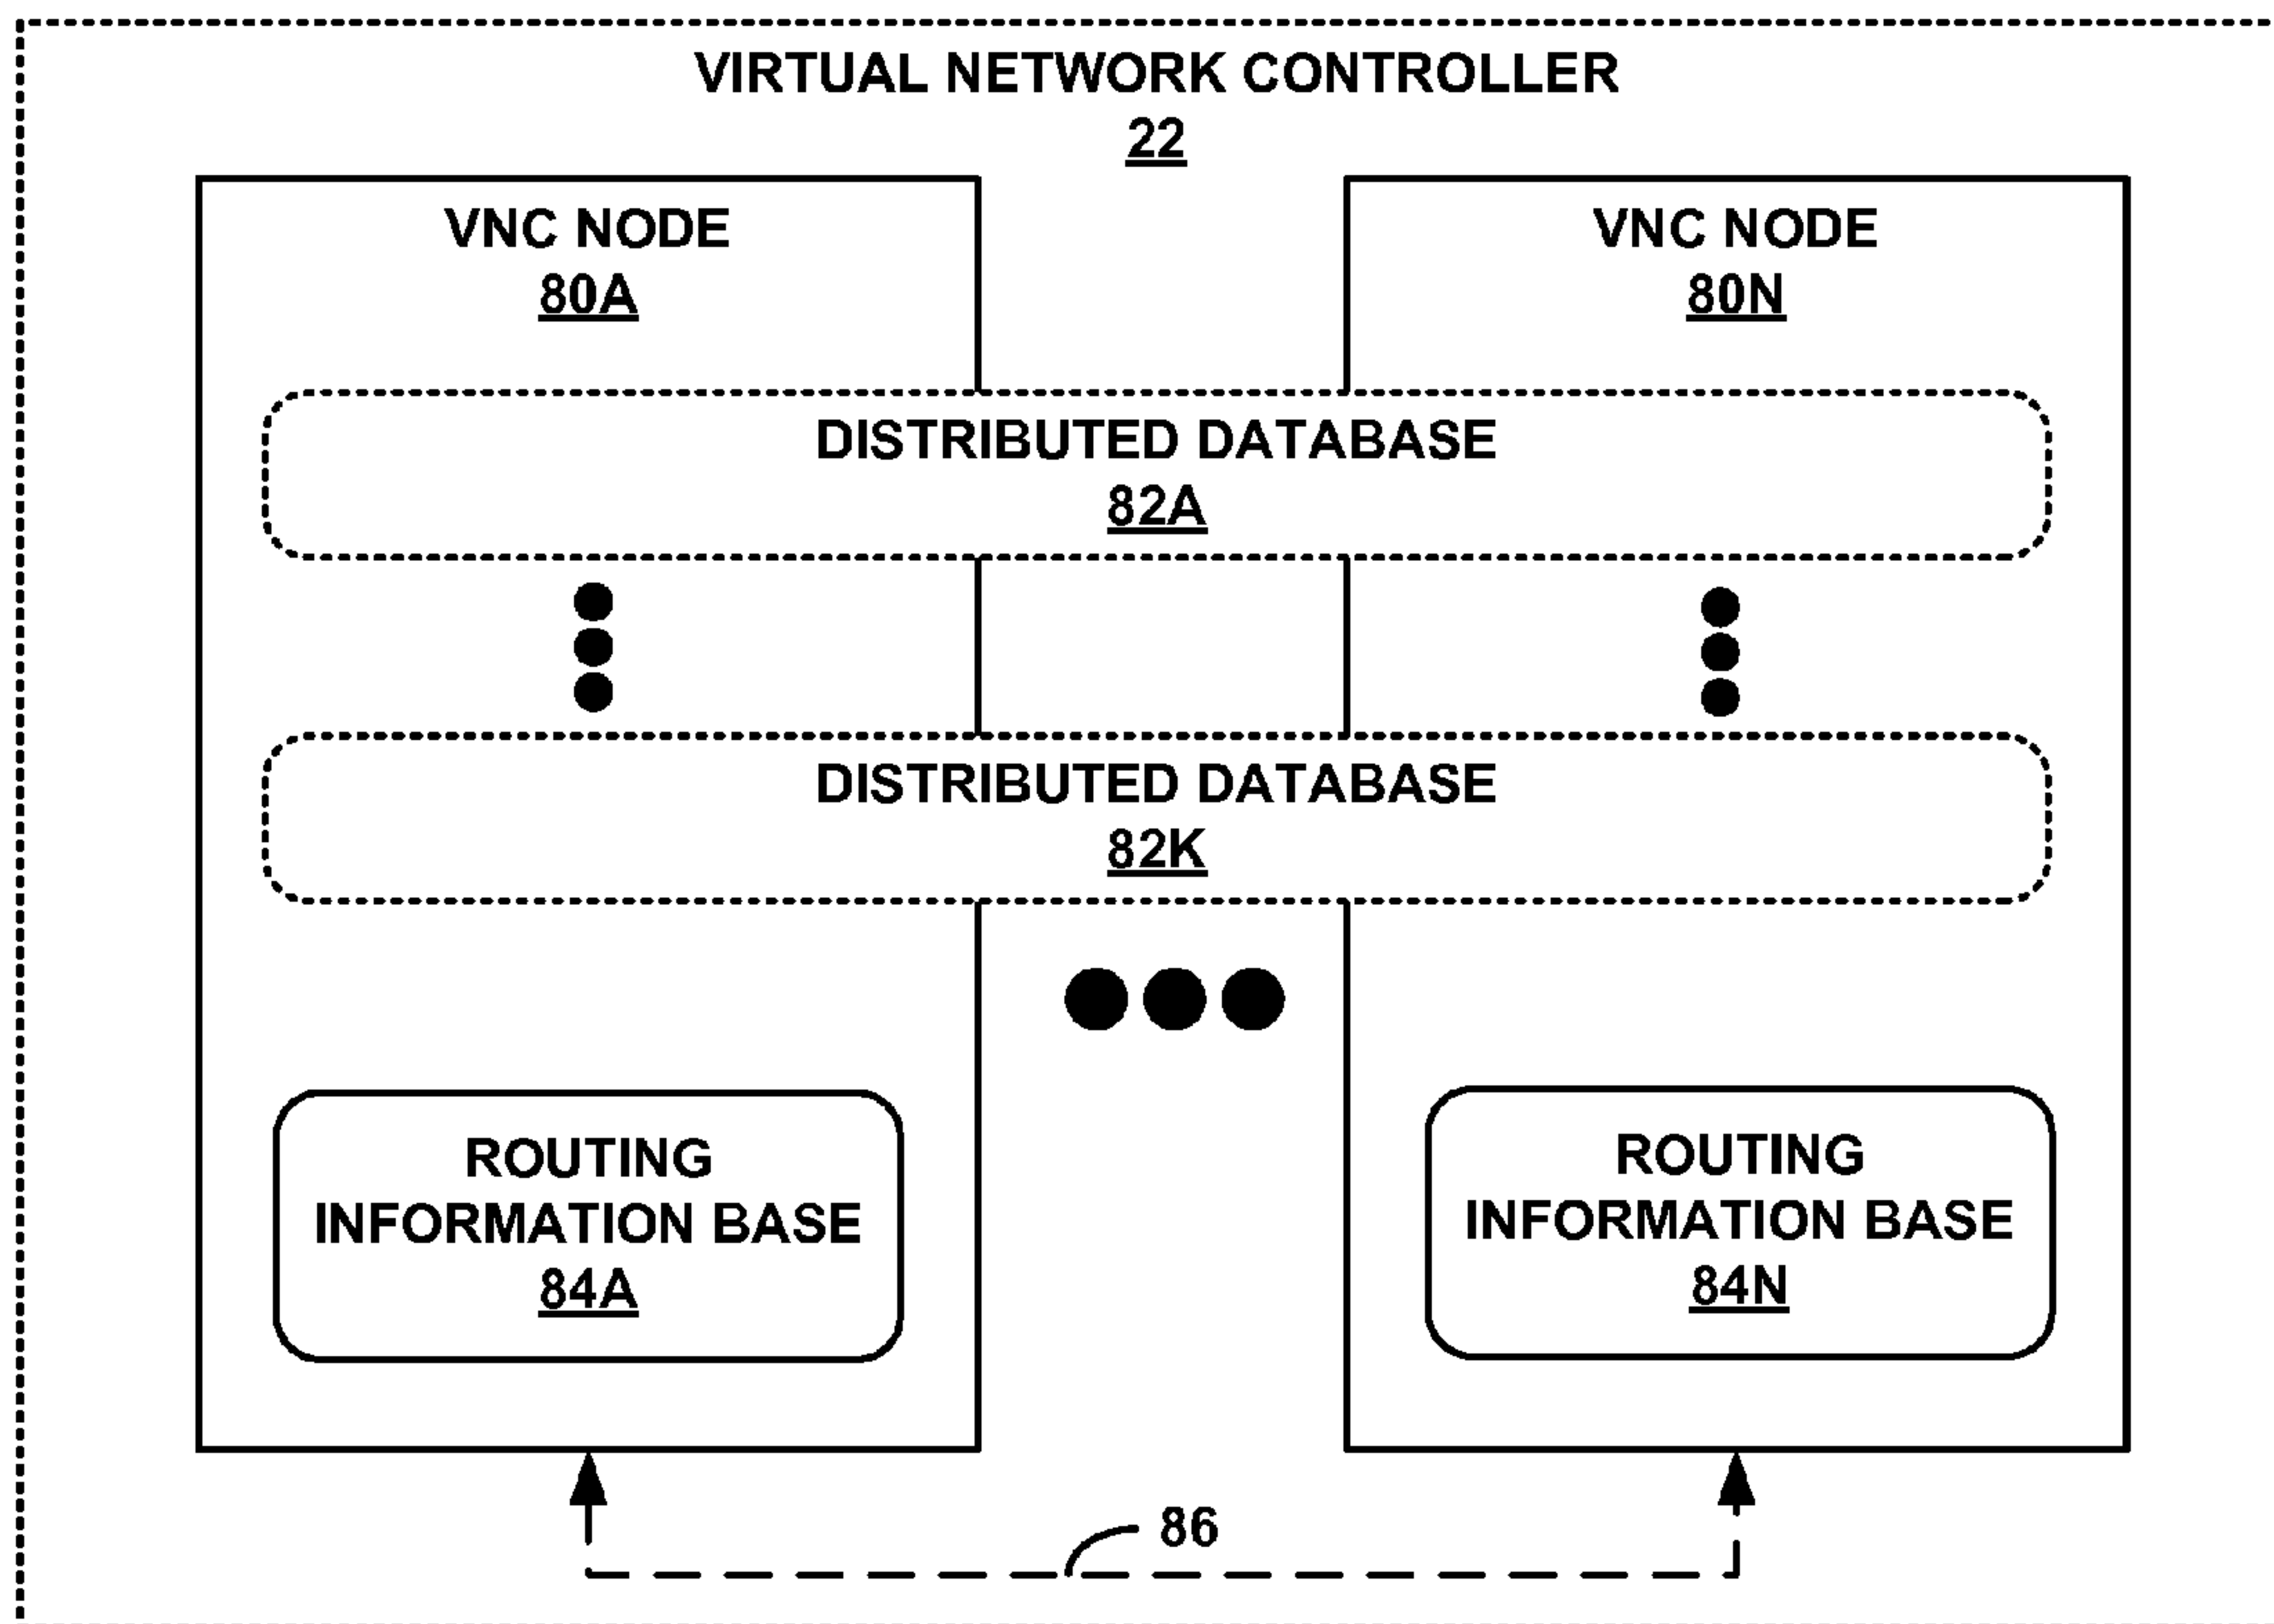 VIRTUAL NETWORK CONTROLLER
22
VNC NODE
80A
VNC NODE
80N
DISTRIBUTED DATABASE
82A
DISTRIBUTED DATABASE
82K
ROUTING
INFORMATION BASE
84A
ROUTING
INFORMATION BASE
84N
86